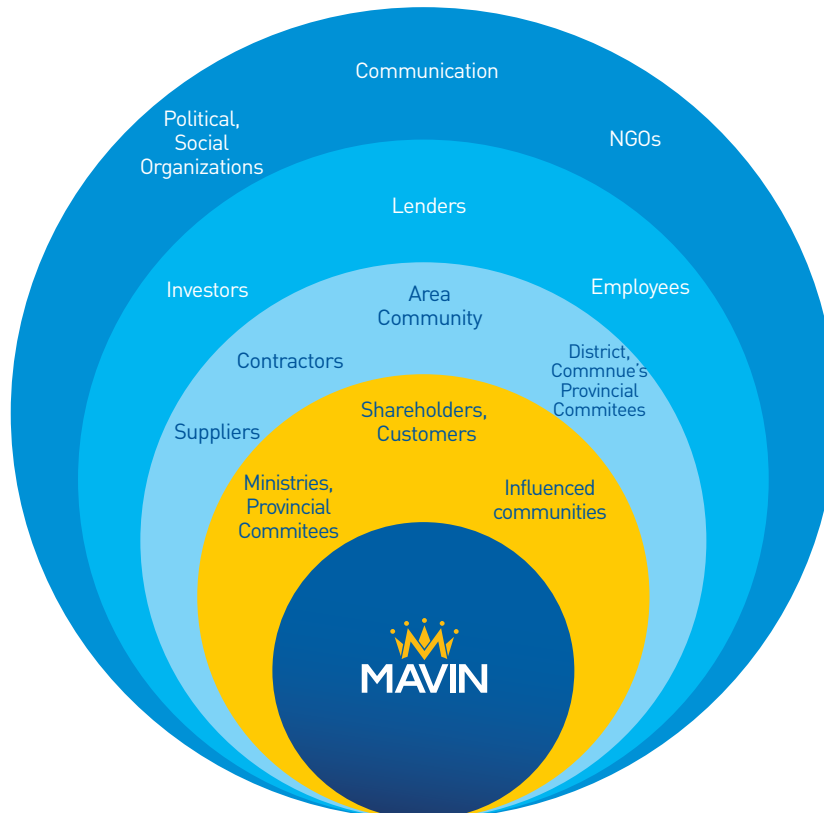 Communication
Political,
Social
Organizations
NGOs
Lenders
Investors
Employees
Area
Community
Contractors
District,
Commnue's
Provincial
Commitees
Suppliers
Shareholders,
Customers
Ministries,
Provincial
Commitees
Influenced
communities
MAVIN